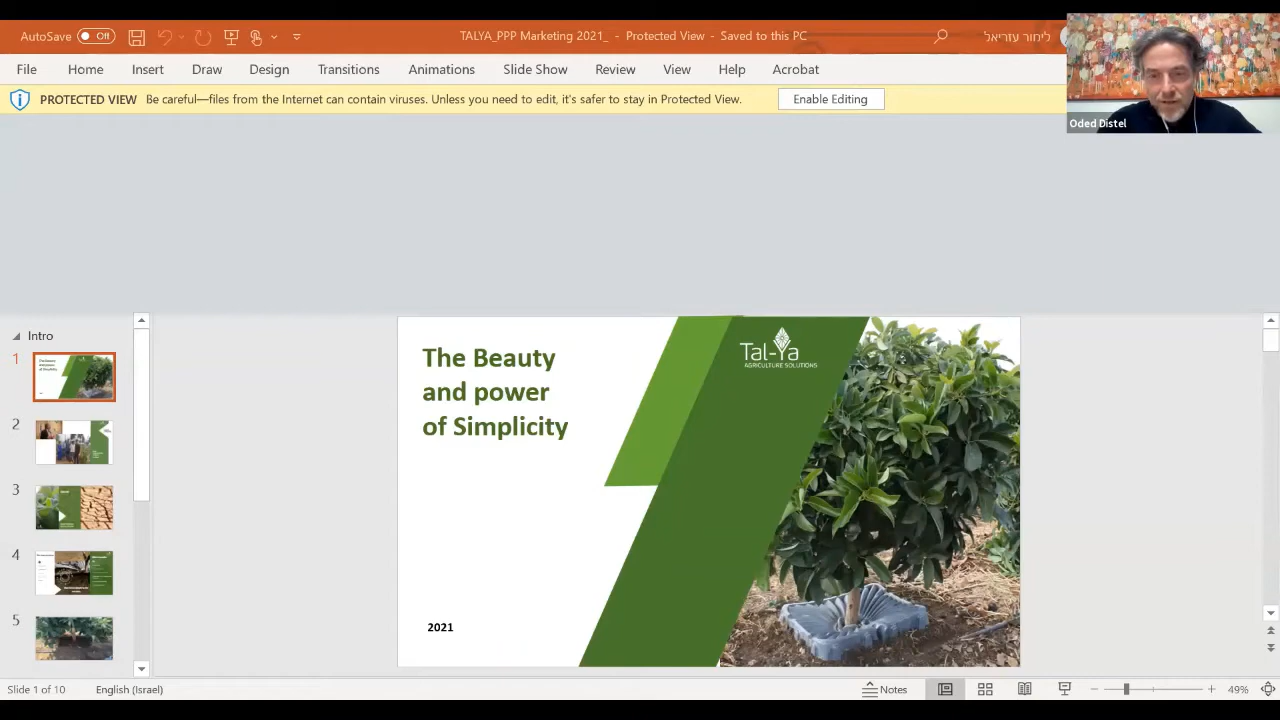 AutoSave Off
TALYA_PPP Marketing 2021_ - Protected View - Saved to this PC
לימור עזריאל
File Home Insert Draw Design Transitions Animations Slide Show Review View Help Acrobat
PROTECTED VIEW Be careful—files from the Internet can contain viruses. Unless you need to edit, it's safer to stay in Protected View. Enable Editing
Oded Distel
Intro
1
2
3
4
5
The Beauty
and power
of Simplicity
Tal-Ya
AGRICULTURE SOLUTIONS
2021
Slide 1 of 10 English (Israel) Notes 49%